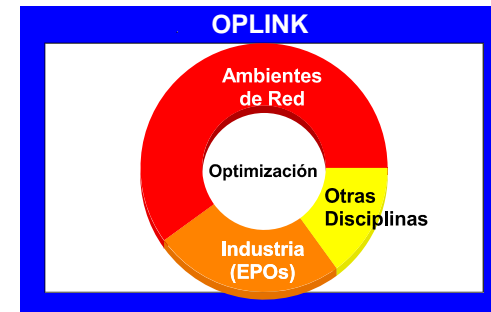 OPLINK
Ambientes
de Red
Optimización
Otras
Disciplinas
Industria
(EPOs)